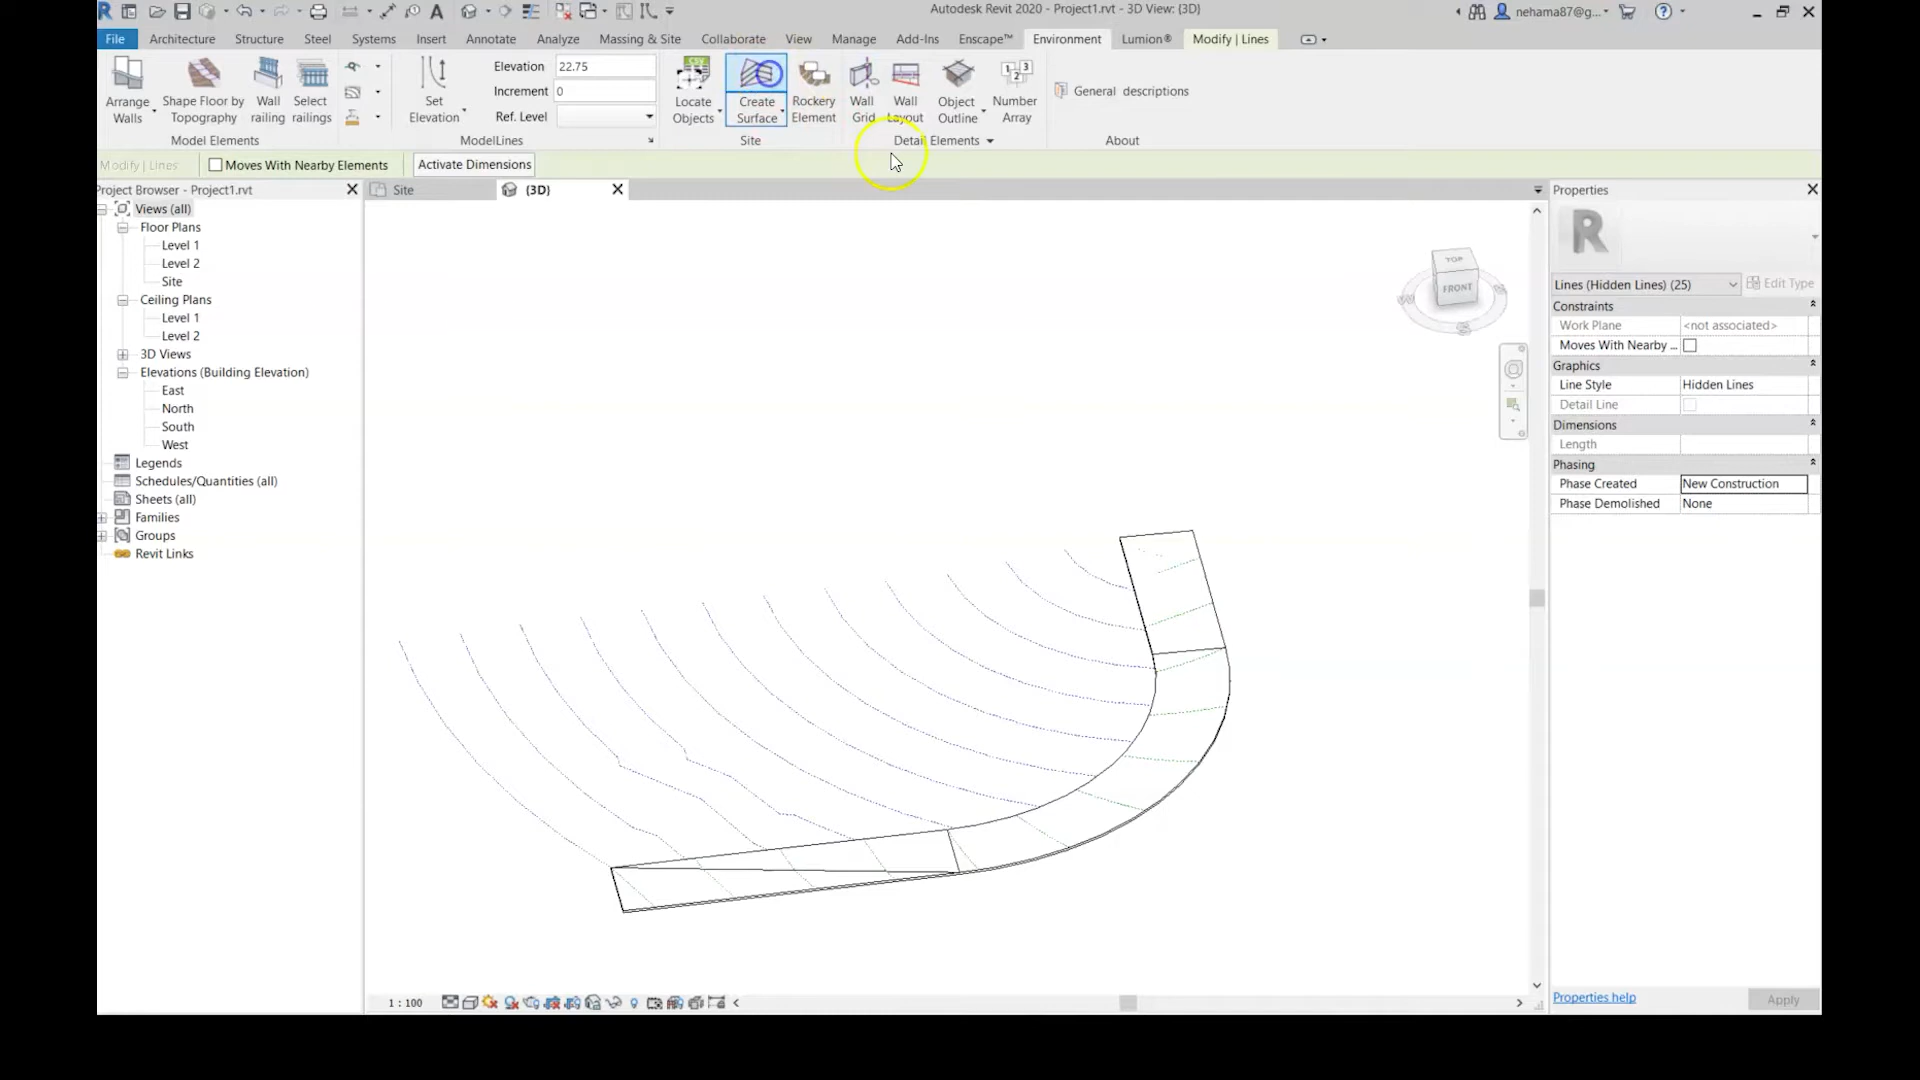 Autodesk Revit 2020 - Project1.rvt - 3D View: {3D}
nehama87@g...
File Architecture Structure Steel Systems Insert Annotate Analyze Massing & Site Collaborate View Manage Add-Ins Enscape™ Environment Lumion® Modify | Lines
Arrange Walls
Shape Floor by Topography
Wall railing
Select railings
Model Elements
Set Elevation
Elevation 22.75
Increment 0
Ref. Level
ModelLines
Locate Objects
Create Surface
Rockery Element
Site
Wall Grid
Wall Layout
Object Outline
Number Array
Detail Elements
General descriptions
About
Modify | Lines Moves With Nearby Elements Activate Dimensions
Project Browser - Project1.rvt
Views (all)
Floor Plans
Level 1
Level 2
Site
Ceiling Plans
Level 1
Level 2
3D Views
Elevations (Building Elevation)
East
North
South
West
Legends
Schedules/Quantities (all)
Sheets (all)
Families
Groups
Revit Links
Site {3D}
TOP
FRONT
1 : 100
Properties
Lines (Hidden Lines) (25) Edit Type
Constraints
Work Plane <not associated>
Moves With Nearby ...
Graphics
Line Style Hidden Lines
Detail Line
Dimensions
Length
Phasing
Phase Created New Construction
Phase Demolished None
Properties help Apply